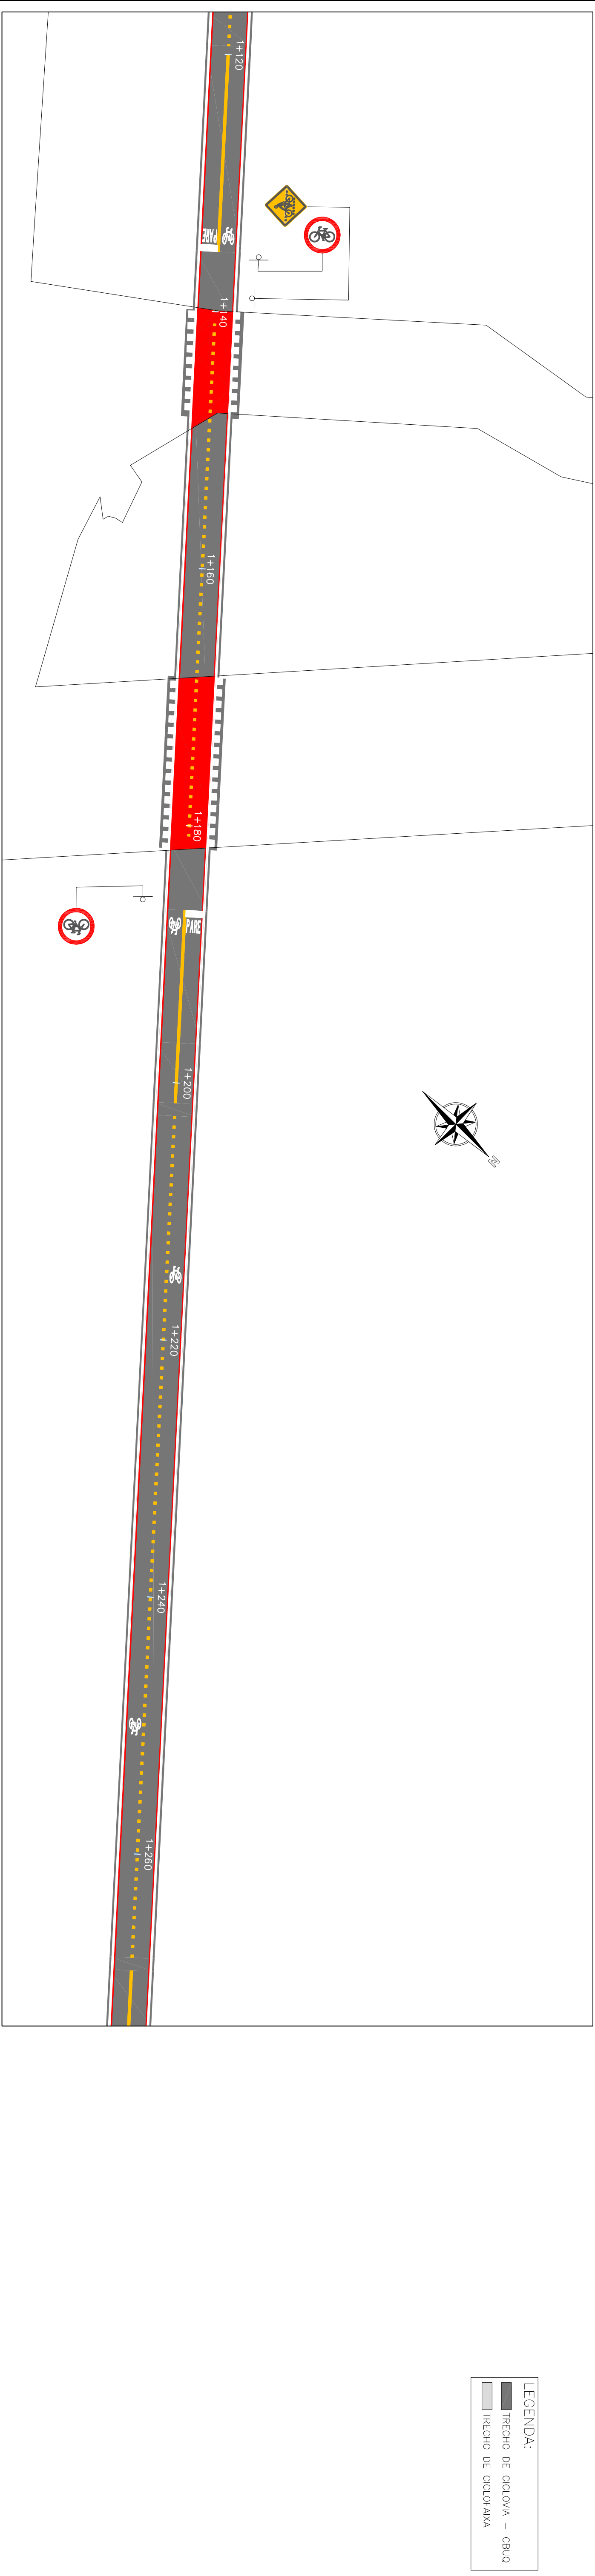 1+120
PARE
1+140
1+160
1+180
PARE
1+200
N
1+220
1+240
1+260
LEGENDA:
TRECHO DE CICLOVIA - CBUQ
TRECHO DE CICLOFAIXA